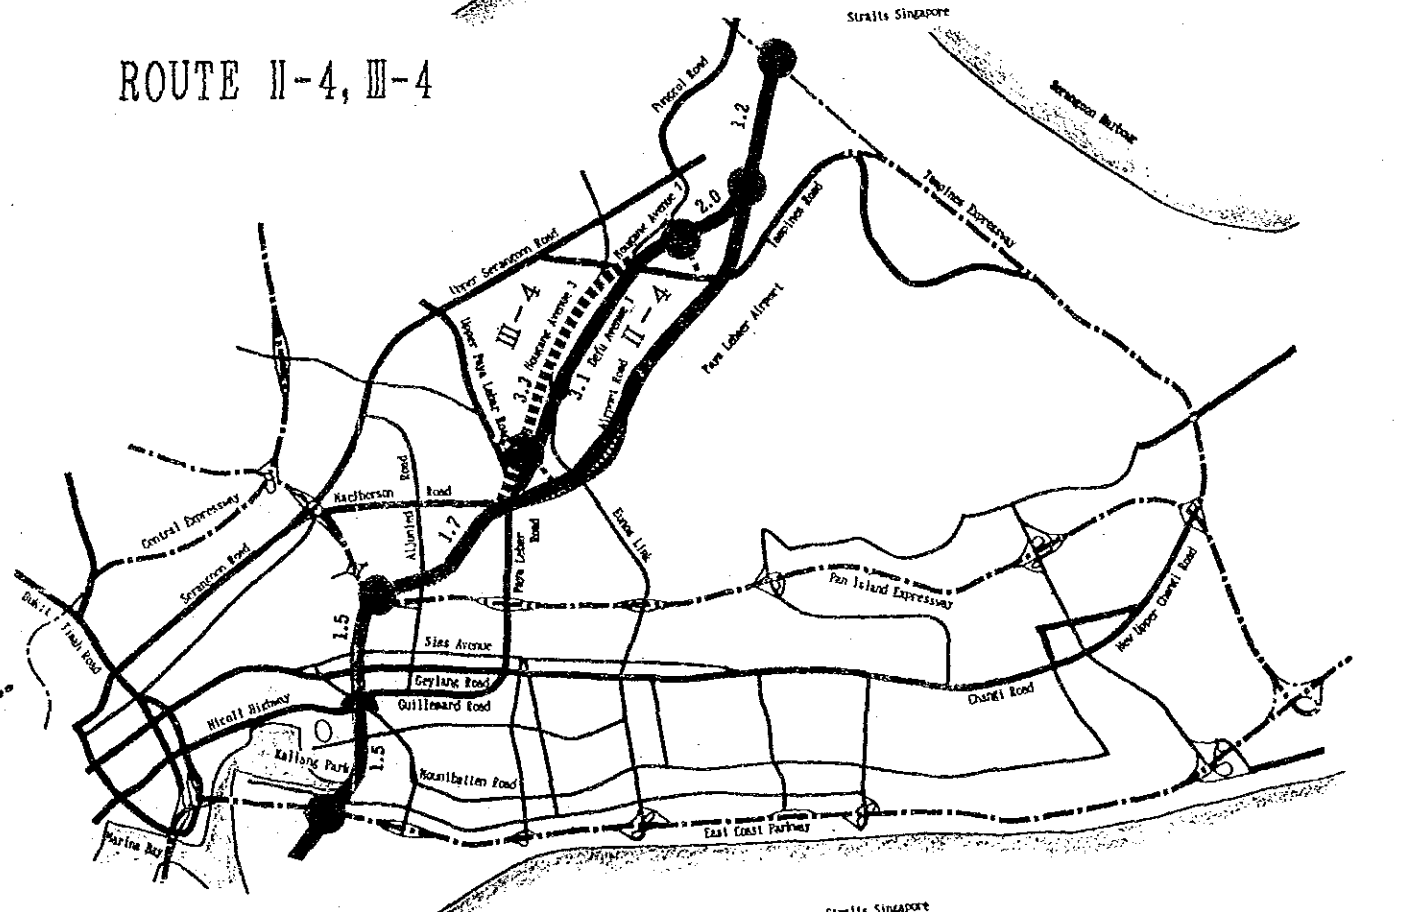 Straits Singapore
ROUTE II-4, III-4
Punggol Road
Serangoon Harbour
1.2
Tampines Expressway
2.0
Tampines Road
Hougang Avenue 1
Upper Serangoon Road
III-4
Hougang Avenue 3
3.3
II-4
Defu Avenue 1
3.1
Airport Road
Paya Lebar Airport
Upper Paya Lebar Road
MacPherson Road
Central Expressway
Aljunied Road
1.7
Paya Lebar Road
Eunos Link
Serangoon Road
Pan Island Expressway
New Upper Changi Road
Bukit Timah Road
1.5
Sims Avenue
Geylang Road
Guillemard Road
Changi Road
Nicoll Highway
Kallang Park
1.5
Mountbatten Road
East Coast Parkway
Marina Bay
Straits Singapore